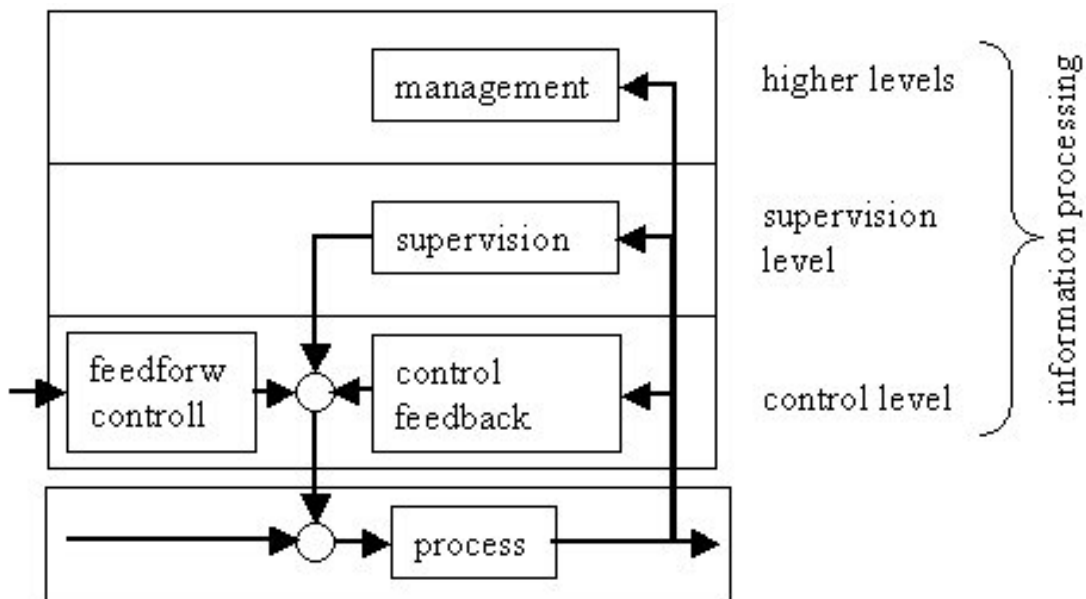 management
higher levels
supervision
supervision
level
feedforw
controll
control
feedback
control level
process
information processing